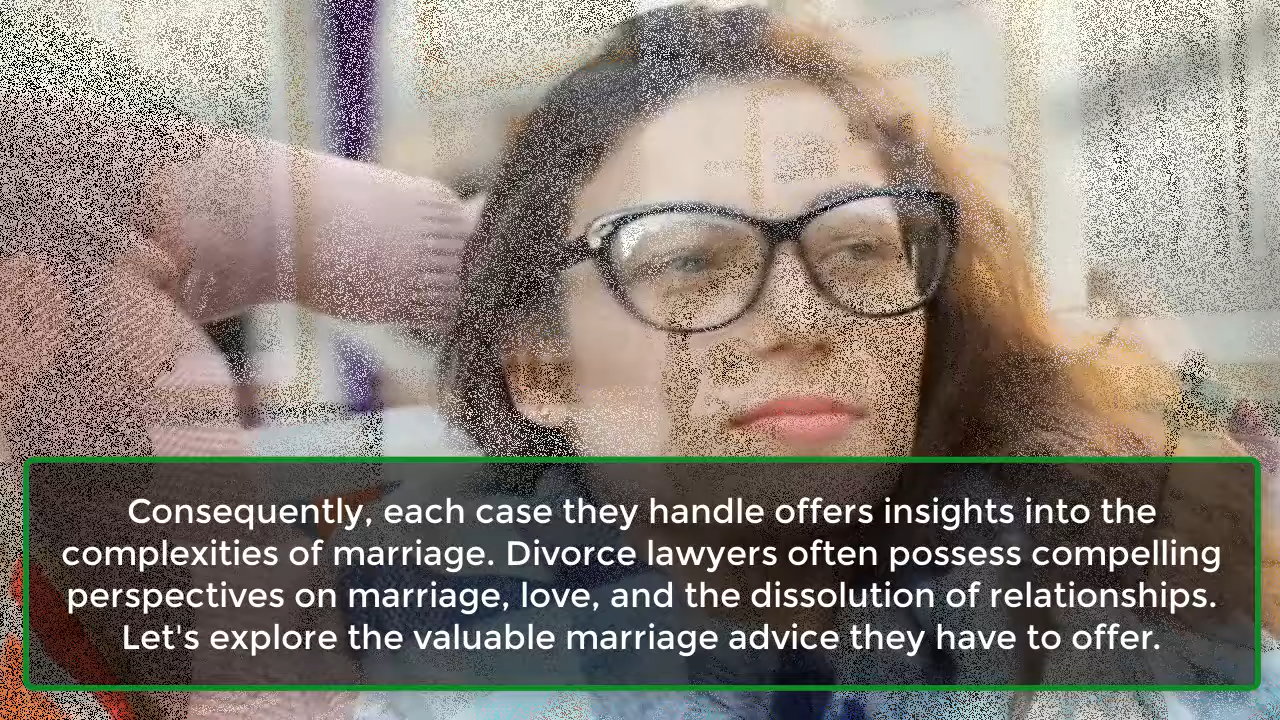 Consequently, each case they handle offers insights into the
complexities of marriage. Divorce lawyers often possess compelling
perspectives on marriage, love, and the dissolution of relationships.
Let's explore the valuable marriage advice they have to offer.